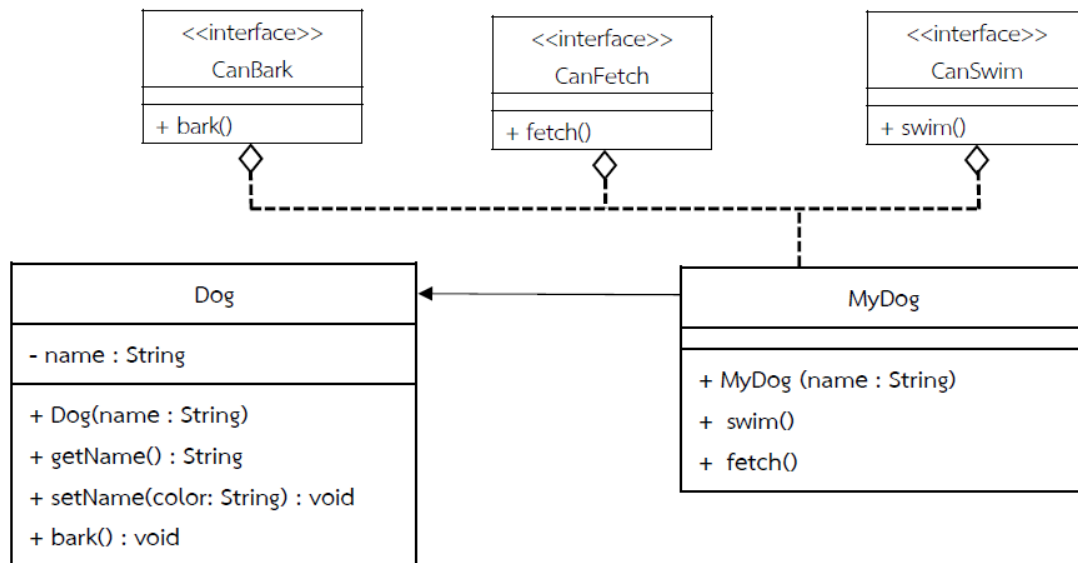 <<interface>>
CanBark
+ bark()
<<interface>>
CanFetch
+ fetch()
<<interface>>
CanSwim
+ swim()
Dog
- name : String
+ Dog(name : String)
+ getName() : String
+ setName(color: String) : void
+ bark() : void
MyDog
+ MyDog (name : String)
+ swim()
+ fetch()